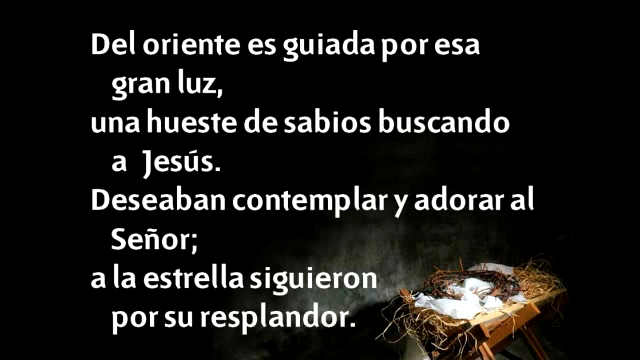 Del oriente es guiada por esa
gran luz,
una hueste de sabios buscando
a Jesús.
Deseaban contemplar y adorar al
Señor;
a la estrella siguieron
por su resplandor.